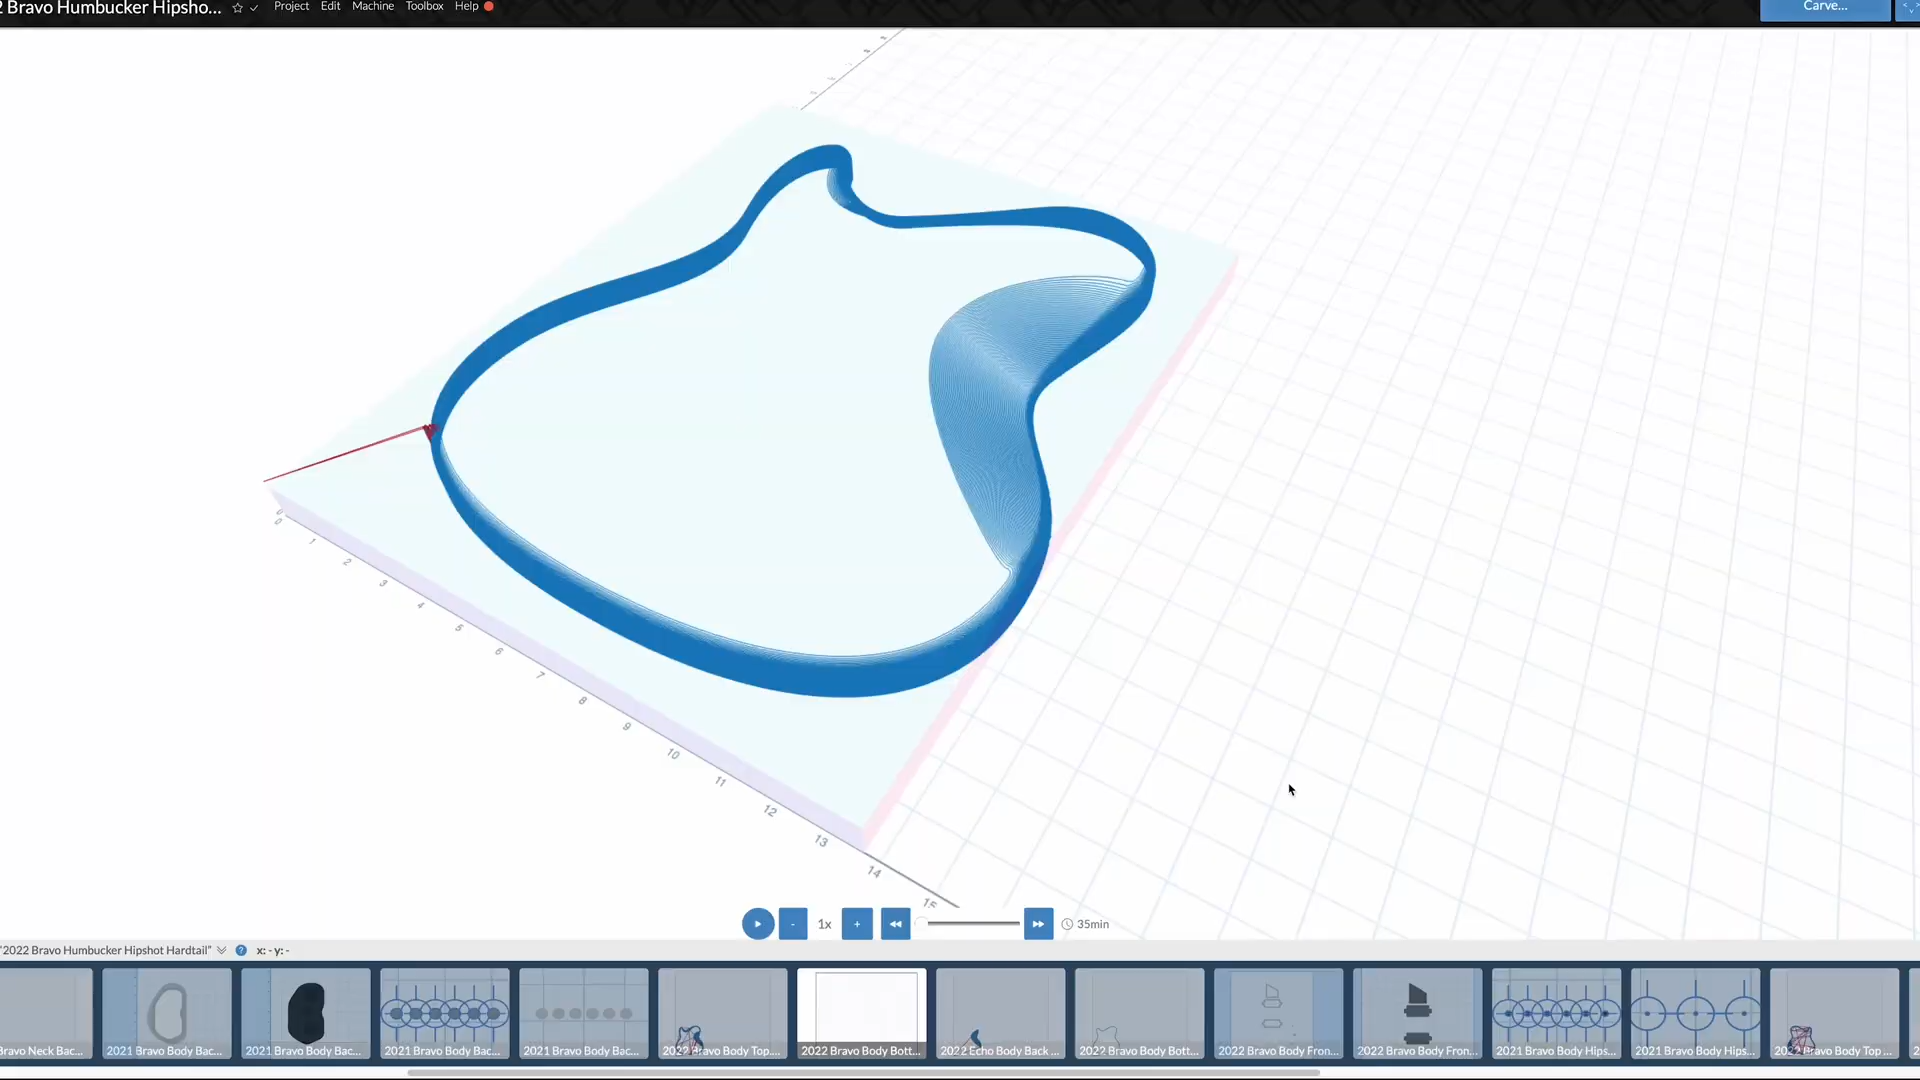 2 Bravo Humbucker Hipsho...
Project Edit Machine Toolbox Help
Carve...
0
0
1
2
3
4
5
6
7
8
9
10
11
12
13
14
15
- 1x + 35min
"2022 Bravo Humbucker Hipshot Hardtail" ? x: - y: -
Bravo Neck Bac...
2021 Bravo Body Bac...
2021 Bravo Body Bac...
2021 Bravo Body Bac...
2021 Bravo Body Bac...
2022 Bravo Body Top...
2022 Bravo Body Bott...
2022 Echo Body Back ...
2022 Bravo Body Bott...
2022 Bravo Body Fron...
2022 Bravo Body Fron...
2021 Bravo Body Hips...
2021 Bravo Body Hips...
2022 Bravo Body Top ...
2